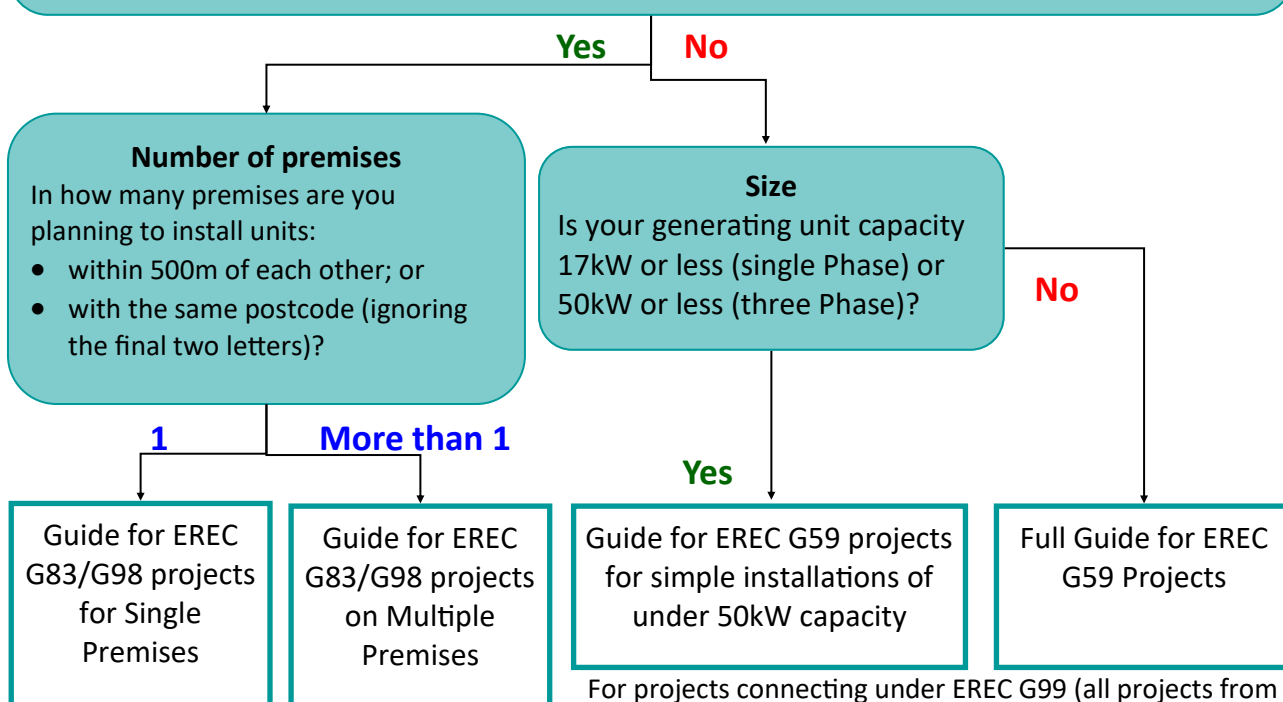 Yes
No
Number of premises
In how many premises are you
planning to install units:
• within 500m of each other; or
• with the same postcode (ignoring
the final two letters)?
Size
Is your generating unit capacity
17kW or less (single Phase) or
50kW or less (three Phase)?
No
1
More than 1
Yes
Guide for EREC
G83/G98 projects
for Single
Premises
Guide for EREC
G83/G98 projects
on Multiple
Premises
Guide for EREC G59 projects
for simple installations of
under 50kW capacity
Full Guide for EREC
G59 Projects
For projects connecting under EREC G99 (all projects from